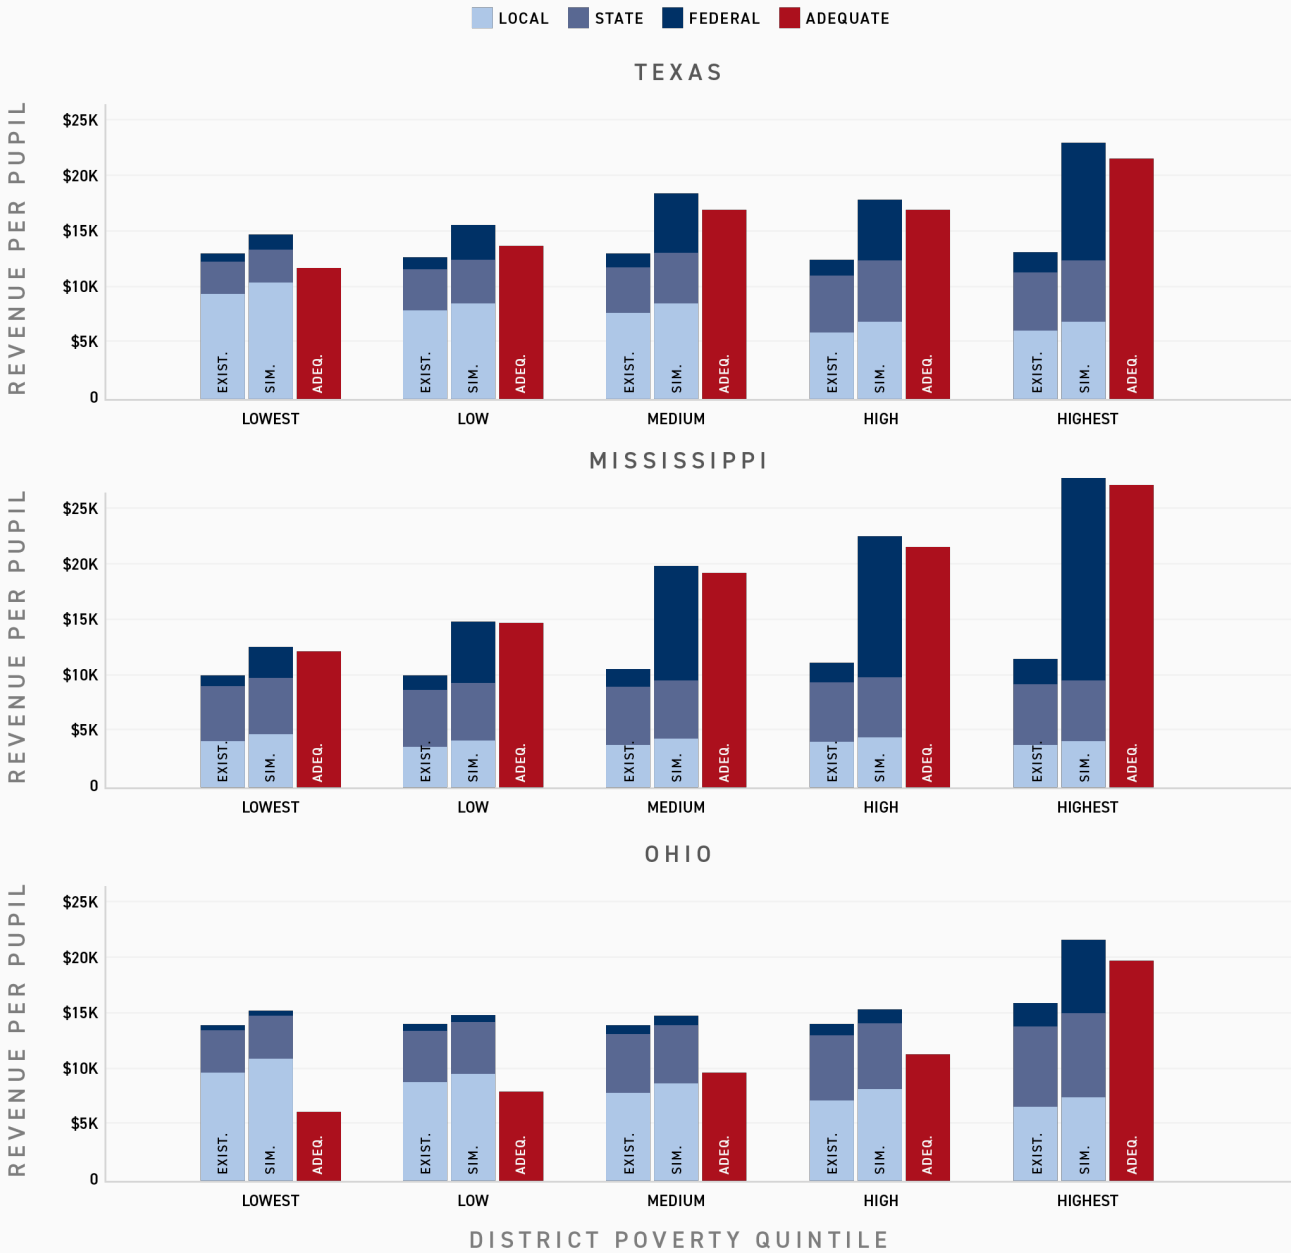 LOCAL STATE FEDERAL ADEQUATE
TEXAS
REVENUE PER PUPIL
$25K
$20K
$15K
$10K
$5K
0
EXIST. SIM. ADEQ. EXIST. SIM. ADEQ. EXIST. SIM. ADEQ. EXIST. SIM. ADEQ. EXIST. SIM. ADEQ.
LOWEST LOW MEDIUM HIGH HIGHEST
MISSISSIPPI
REVENUE PER PUPIL
$25K
$20K
$15K
$10K
$5K
0
EXIST. SIM. ADEQ. EXIST. SIM. ADEQ. EXIST. SIM. ADEQ. EXIST. SIM. ADEQ. EXIST. SIM. ADEQ.
LOWEST LOW MEDIUM HIGH HIGHEST
OHIO
REVENUE PER PUPIL
$25K
$20K
$15K
$10K
$5K
0
EXIST. SIM. ADEQ. EXIST. SIM. ADEQ. EXIST. SIM. ADEQ. EXIST. SIM. ADEQ. EXIST. SIM. ADEQ.
LOWEST LOW MEDIUM HIGH HIGHEST
DISTRICT POVERTY QUINTILE